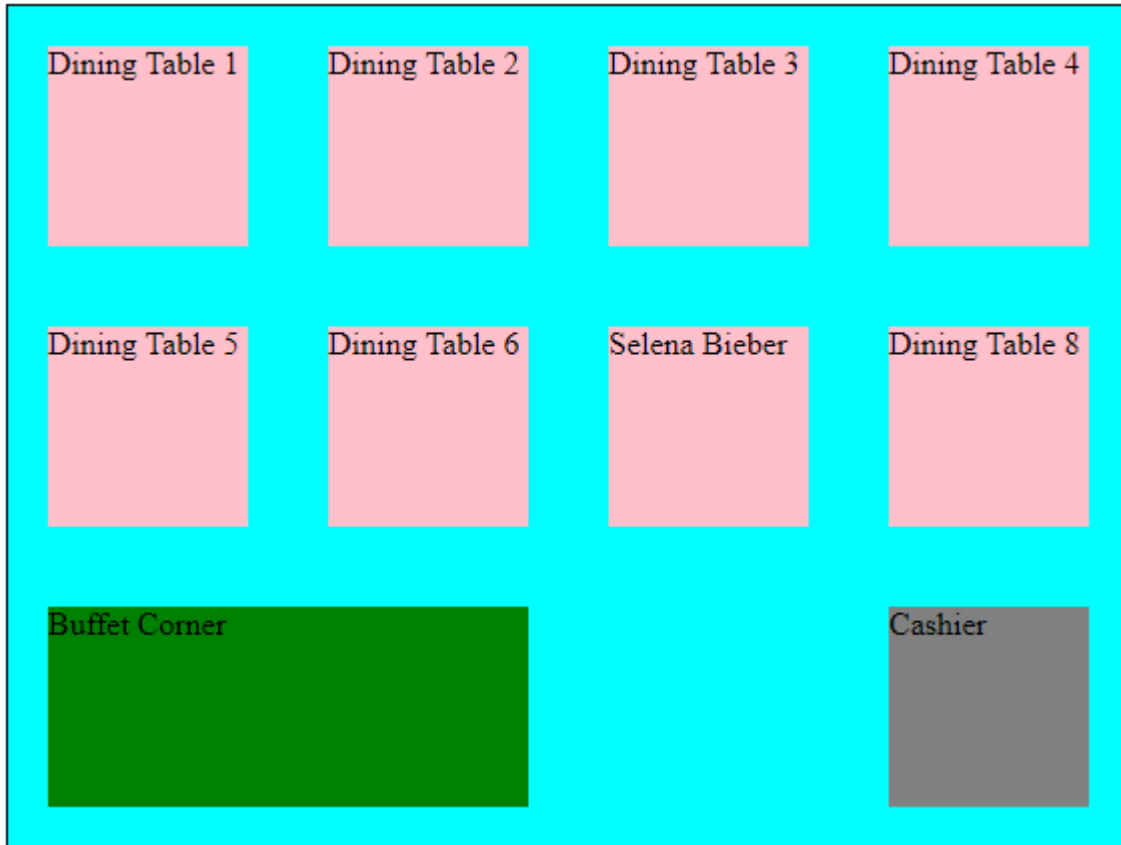 Dining Table 1
Dining Table 2
Dining Table 3
Dining Table 4
Dining Table 5
Dining Table 6
Selena Bieber
Dining Table 8
Buffet Corner
Cashier